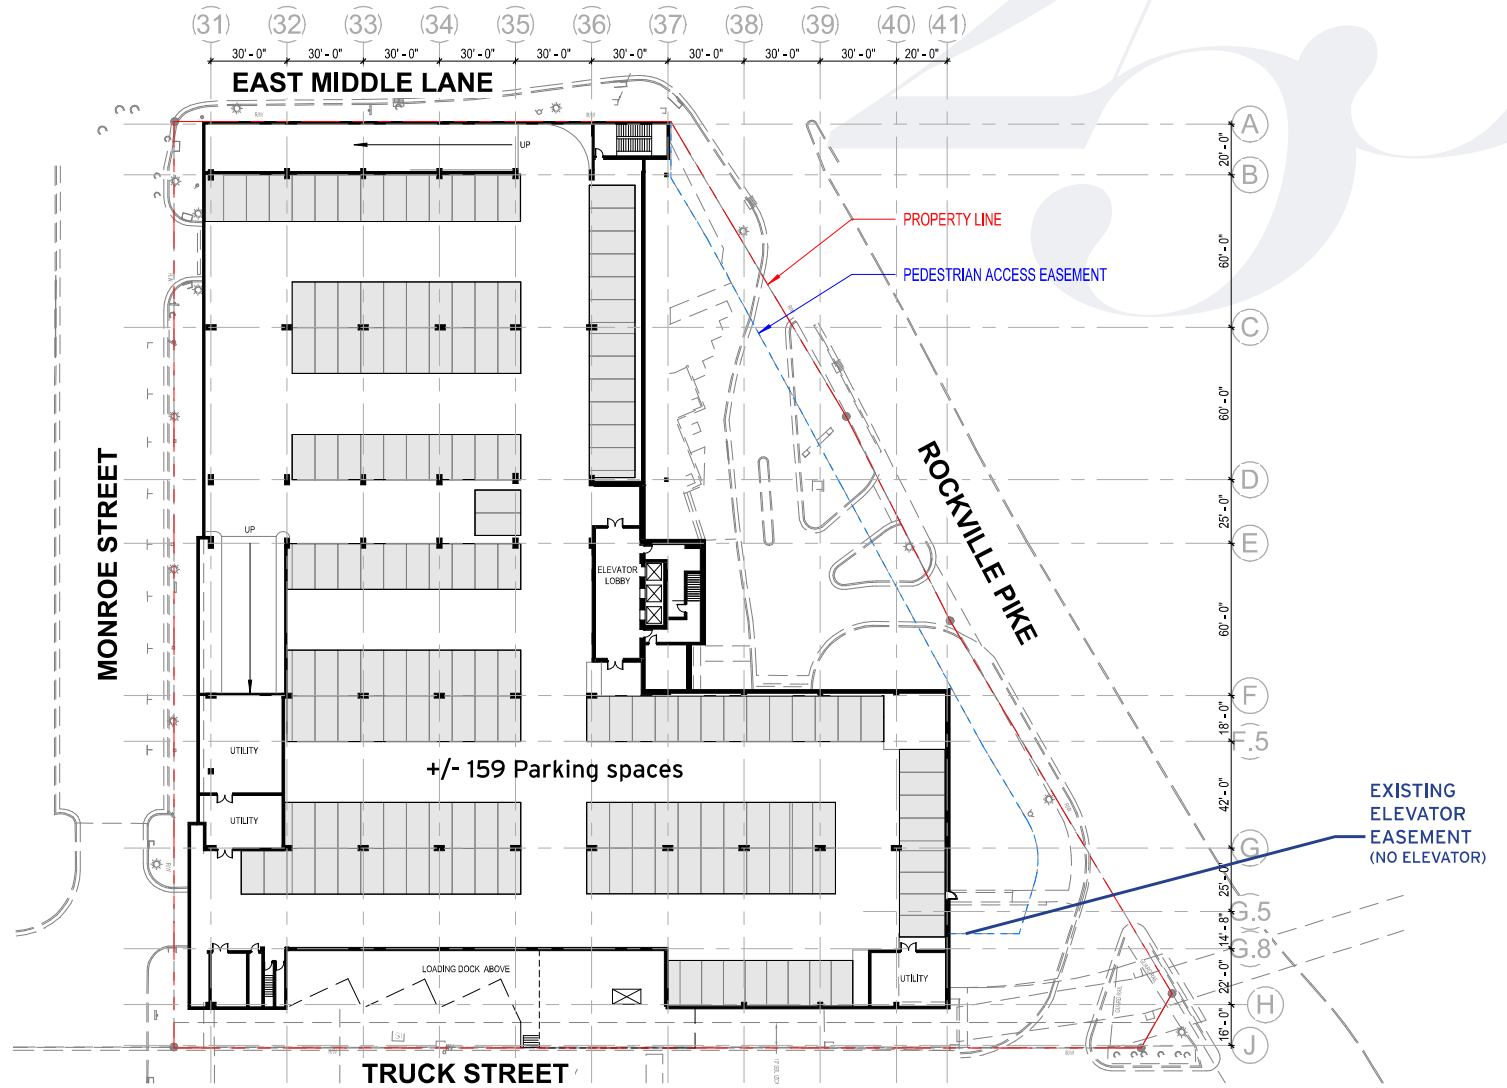 (31) (32) (33) (34) (35) (36) (37) (38) (39) (40) (41)
30' - 0" 30' - 0" 30' - 0" 30' - 0" 30' - 0" 30' - 0" 30' - 0" 30' - 0" 30' - 0" 20' - 0"
EAST MIDDLE LANE
A
UP
20' - 0"
B
PROPERTY LINE
60' - 0"
PEDESTRIAN ACCESS EASEMENT
C
60' - 0"
D
ROCKVILLE PIKE
MONROE STREET
25' - 0"
UP
E
ELEVATOR
LOBBY
60' - 0"
F
18' - 0"
F.5
UTILITY
+/- 159 Parking spaces
42' - 0"
EXISTING
ELEVATOR
EASEMENT
(NO ELEVATOR)
UTILITY
G
25' - 0"
G.5
14' - 8"
G.8
LOADING DOCK ABOVE
UTILITY
22' - 0"
GUARD RAIL
H
16' - 0"
J
R/W
TRUCK STREET